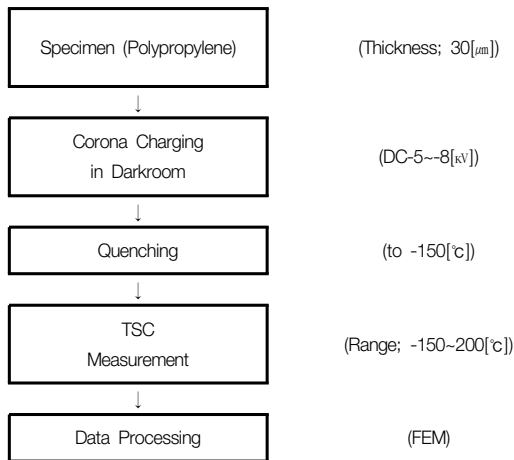 Specimen (Polypropylene) (Thickness; 30[㎛])
↓
Corona Charging
in Darkroom
(DC-5~-8[㎸])
↓
Quenching (to -150[℃])
↓
TSC
Measurement
(Range; -150~200[℃])
↓
Data Processing (FEM)